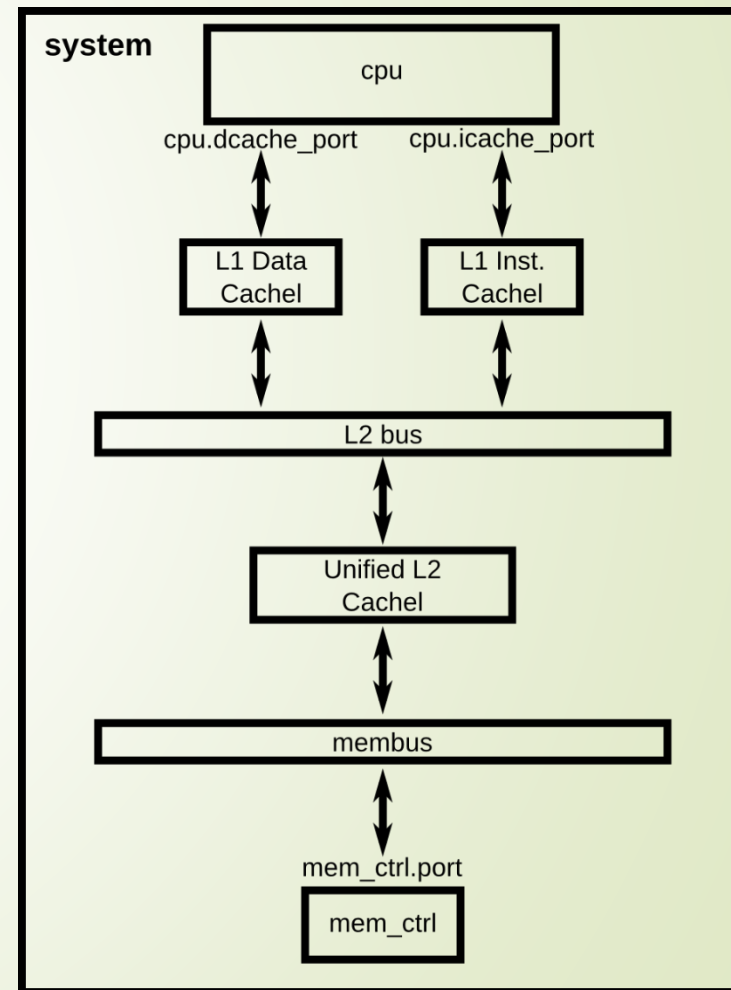 system
cpu
cpu.dcache_port cpu.icache_port
L1 Data
Cachel
L1 Inst.
Cachel
L2 bus
Unified L2
Cachel
membus
mem_ctrl.port
mem_ctrl